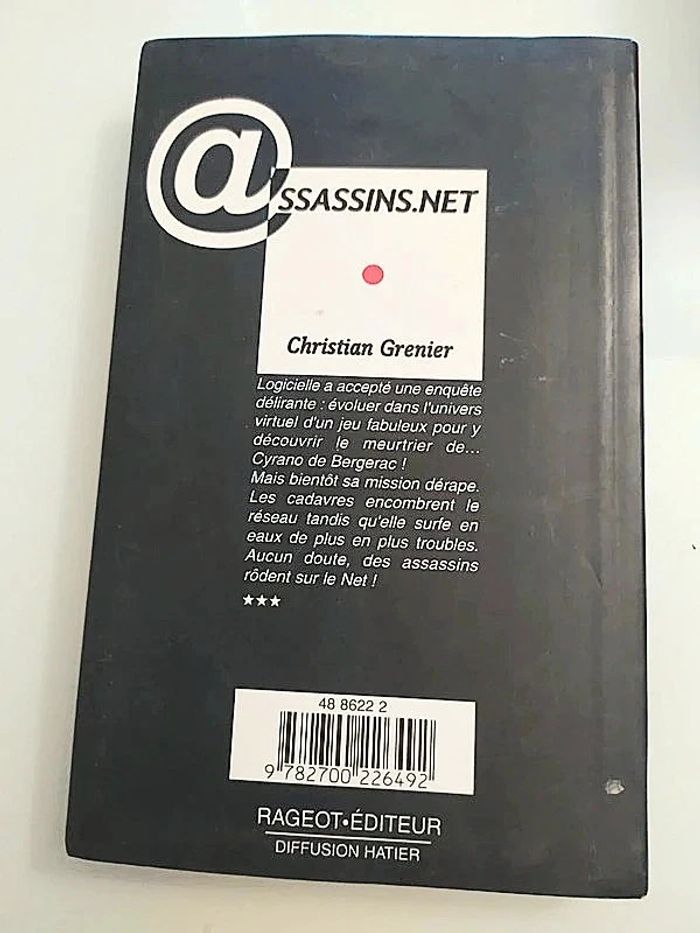 @SSASSINS.NET
Christian Grenier
Logicielle a accepté une enquête
délirante : évoluer dans l'univers
virtuel d'un jeu fabuleux pour y
découvrir le meurtrier de...
Cyrano de Bergerac !
Mais bientôt sa mission dérape.
Les cadavres encombrent le
réseau tandis qu'elle surfe en
eaux de plus en plus troubles.
Aucun doute, des assassins
rôdent sur le Net !
★★★
48 8622 2
9 782700 226492
RAGEOT•ÉDITEUR
DIFFUSION HATIER